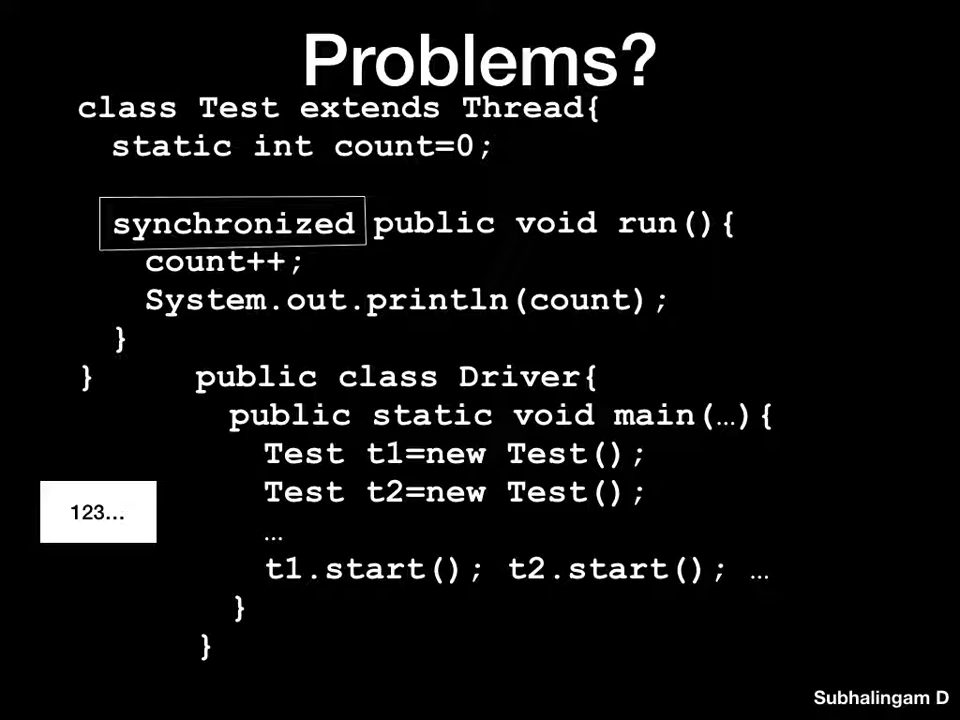 Problems?
class Test extends Thread{
static int count=0;
synchronized public void run(){
count++;
System.out.println(count);
}
} public class Driver{
public static void main(…){
Test t1=new Test();
Test t2=new Test();
123…
…
t1.start(); t2.start(); …
}
}
Subhalingam D